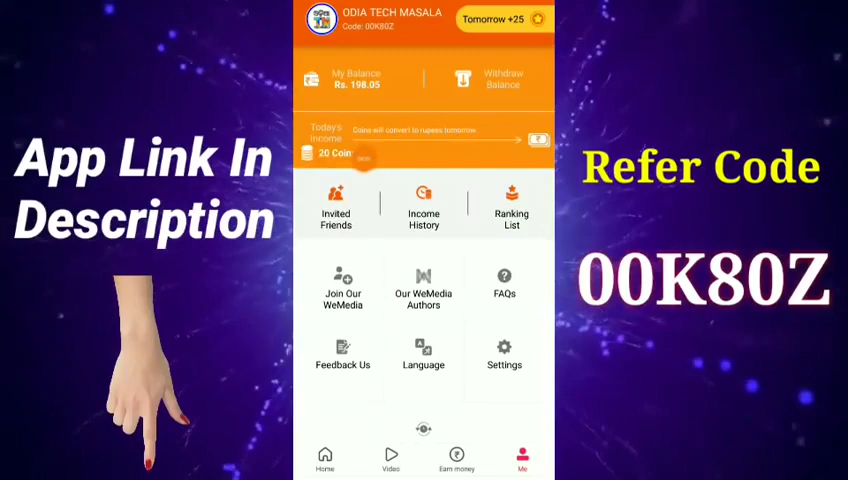 App Link In
Description
ODIA TECH MASALA
Code: 00K80Z
Tomorrow +25
My Balance
Rs. 198.05
Withdraw
Balance
Today's
Income
Coins will convert to rupees tomorrow
20 Coin
Invited
Friends
Income
History
Ranking
List
Join Our
WeMedia
Our WeMedia
Authors
FAQs
Feedback Us
Language
Settings
Home
Video
Earn money
Me
Refer Code
00K80Z